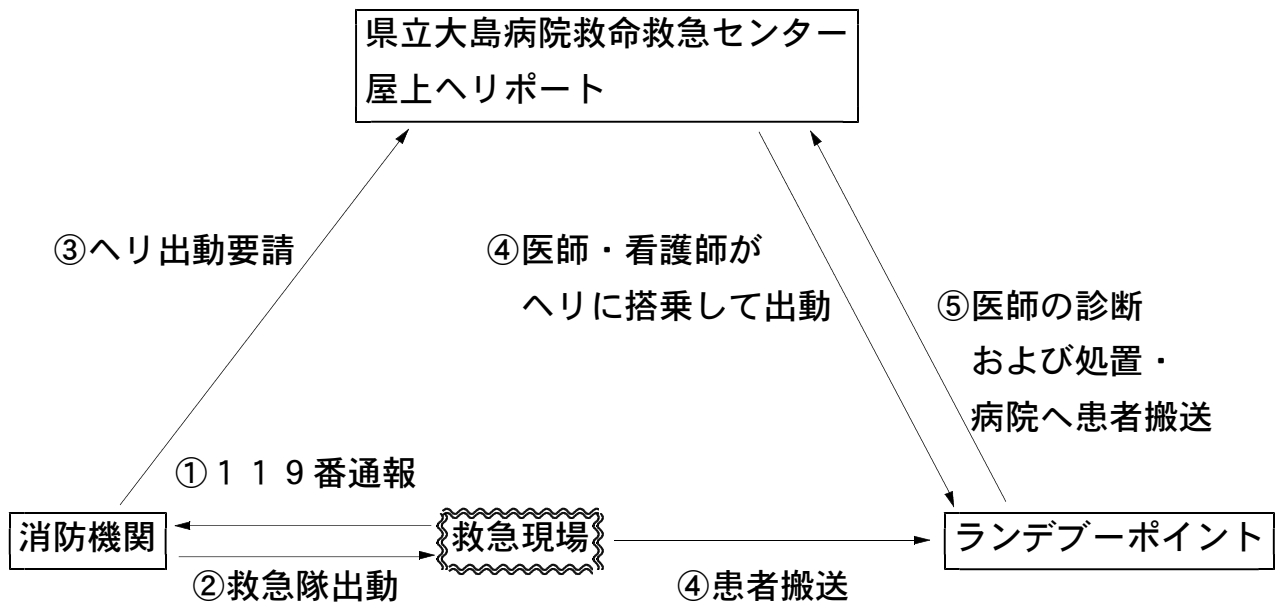 県立大島病院救命救急センター
屋上ヘリポート
③ヘリ出動要請
④医師・看護師が
ヘリに搭乗して出動
⑤医師の診断
および処置・
病院へ患者搬送
①１１９番通報
消防機関
救急現場
ランデブーポイント
②救急隊出動
④患者搬送